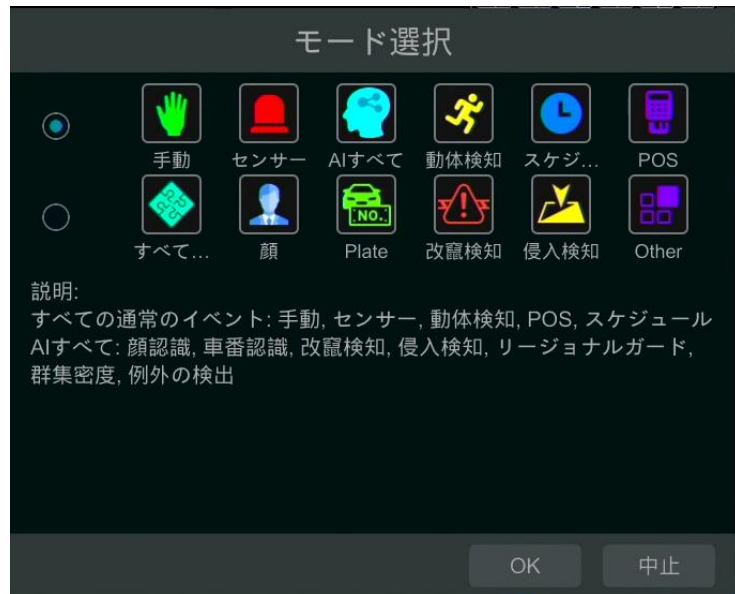 モード選択
手動 センサー AIすべて 動体検知 スケジ... POS
NO.
すべて... 顔 Plate 改竄検知 侵入検知 Other
説明:
すべての通常のイベント: 手動, センサー, 動体検知, POS, スケジュール
AIすべて: 顔認識, 車番認識, 改竄検知, 侵入検知, リージョナルガード,
群集密度, 例外の検出
OK 中止